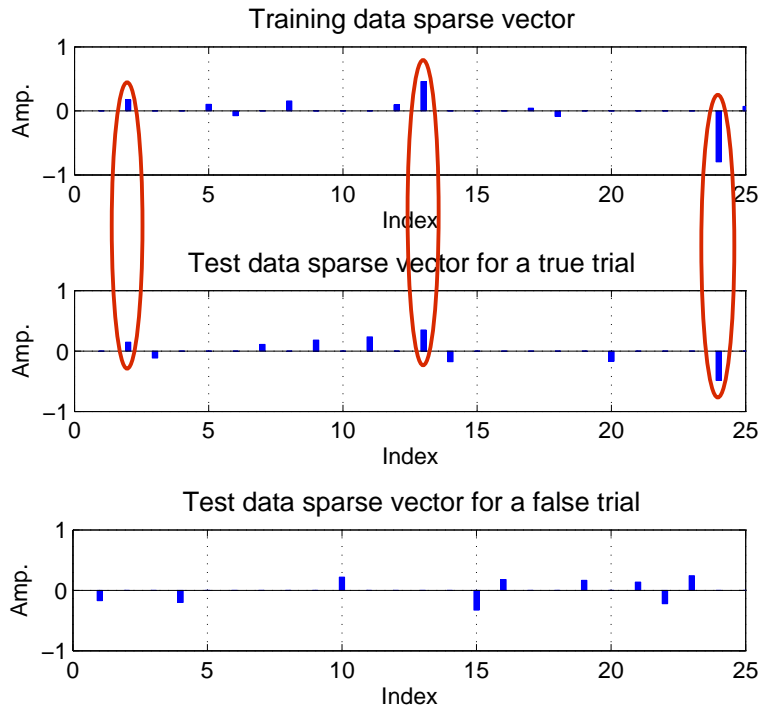 Training data sparse vector
1
0
−1
Amp.
0 5 10 15 20 25
Index
Test data sparse vector for a true trial
1
0
−1
Amp.
0 5 10 15 20 25
Index
Test data sparse vector for a false trial
1
0
−1
Amp.
0 5 10 15 20 25
Index